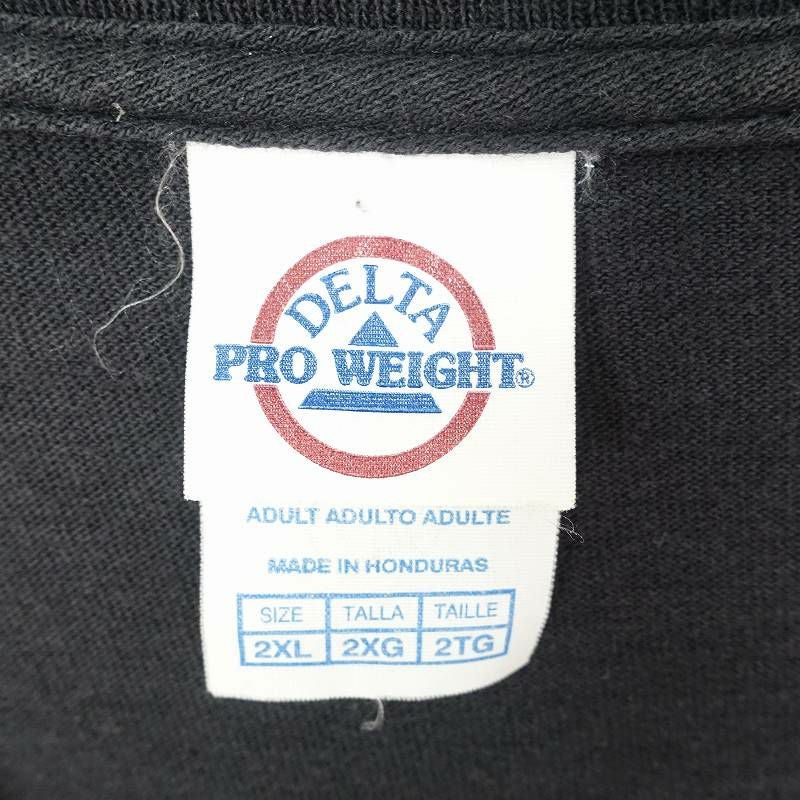 DELTA
PRO WEIGHT®
ADULT ADULTO ADULTE
MADE IN HONDURAS
SIZE TALLA TAILLE
2XL 2XG 2TG